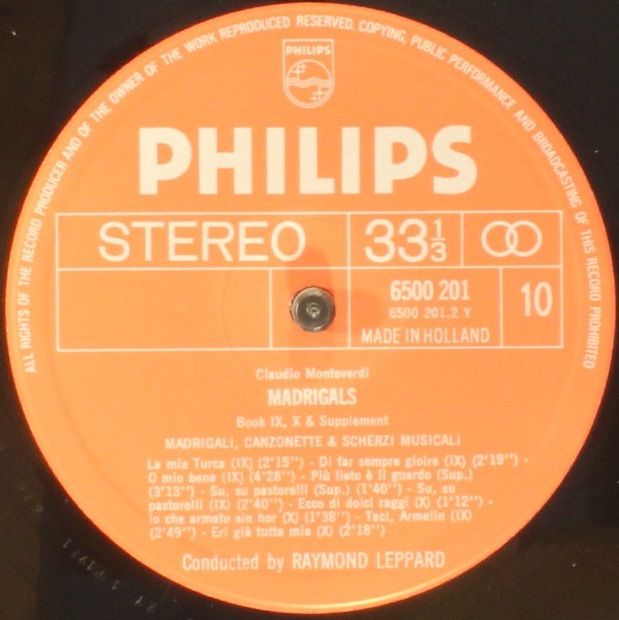 ALL RIGHTS OF THE RECORD PRODUCER AND OF THE OWNER OF THE WORK REPRODUCED RESERVED. COPYING, PUBLIC PERFORMANCE AND BROADCASTING OF THIS RECORD PROHIBITED
PHILIPS
PHILIPS
STEREO 33 1/3
6500 201 10
6500 201.2 Y
MADE IN HOLLAND
Claudio Monteverdi
MADRIGALS
Book IX, X & Supplement
MADRIGALI, CANZONETTE & SCHERZI MUSICALI
La mia Turca (IX) (2'15'') - Di far sempre gioire (IX) (2'19'') -
O mio bene (IX) (4'28'') - Più lieto è il guardo (Sup.)
(3'13'') - Su, su pastorelli (Sup.) (1'40'') - Su, su
pastorelli (IX) (2'40'') - Ecco di dolci raggi (X) (1'12'') -
Io che armato sin hor (X) (1'38'') - Taci, Armelin (IX)
(2'49'') - Eri già tutta mia (X) (2'18'')
Conducted by RAYMOND LEPPARD